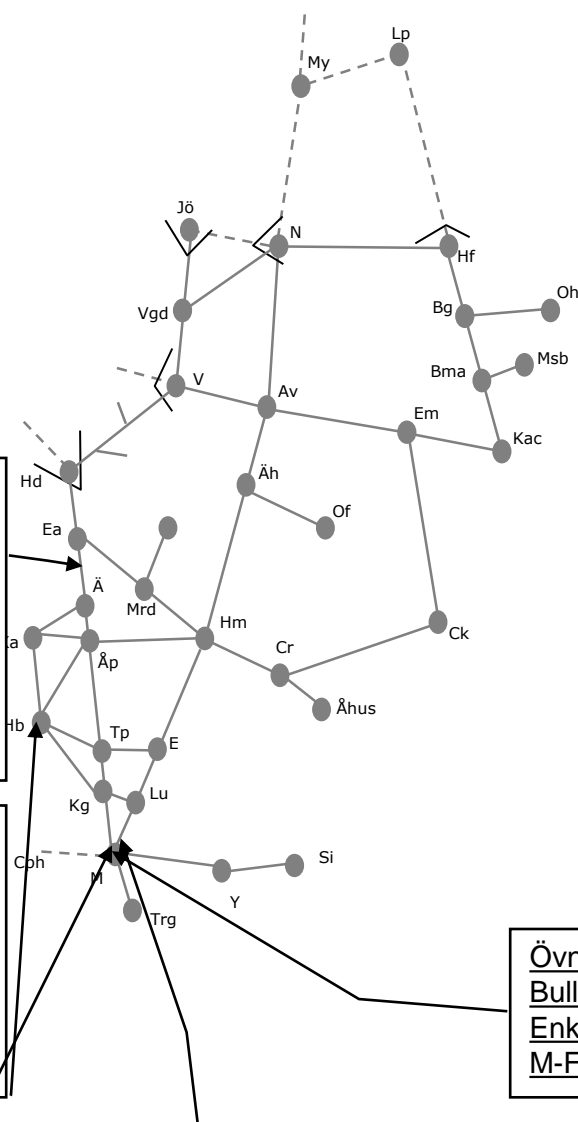 Lp
My
Jö
N
Hf
Oh
Vgd
Bg
Msb
V
Bma
Av
Em
Kac
Hd
Äh
Of
Ea
Ä
Mrd
Hm
Ck
Åp
Cr
Åhus
Hb
Tp
E
Kg
Lu
Cph
M
Si
Y
Trg
Övn
Bull
Enk
M-F